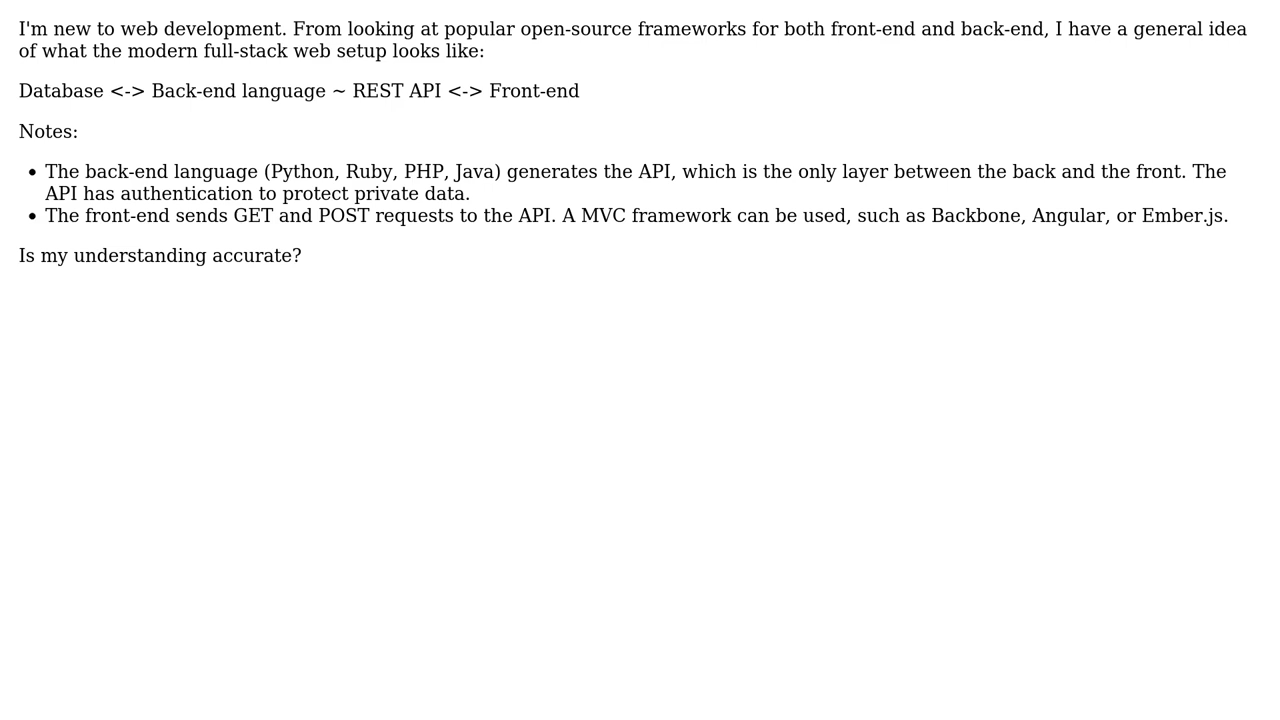 I'm new to web development. From looking at popular open-source frameworks for both front-end and back-end, I have a general idea
of what the modern full-stack web setup looks like:
Database <-> Back-end language ~ REST API <-> Front-end
Notes:
• The back-end language (Python, Ruby, PHP, Java) generates the API, which is the only layer between the back and the front. The
API has authentication to protect private data.
• The front-end sends GET and POST requests to the API. A MVC framework can be used, such as Backbone, Angular, or Ember.js.
Is my understanding accurate?